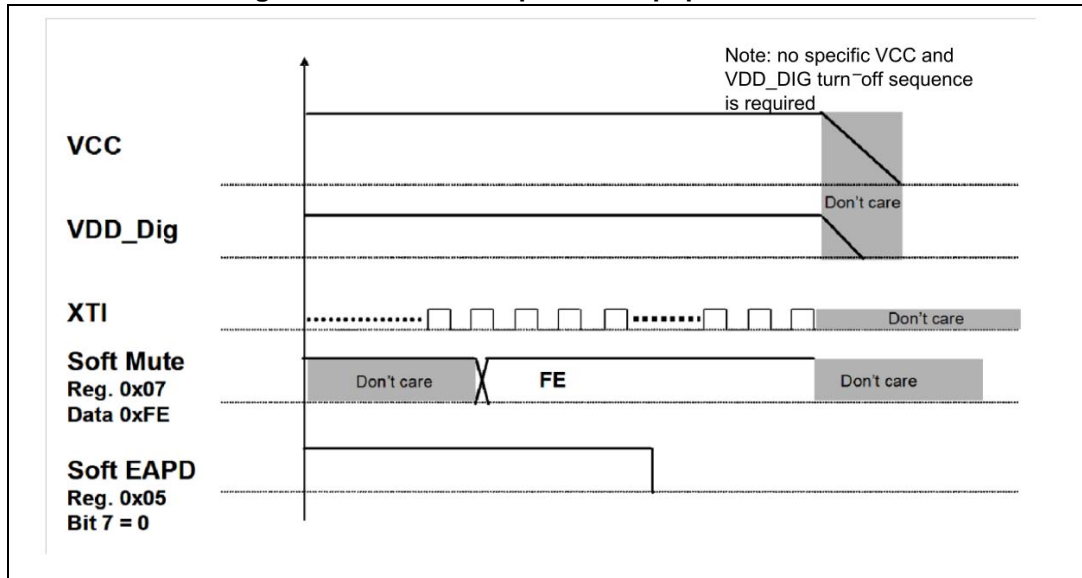 Note: no specific VCC and
VDD_DIG turn–off sequence
is required
VCC
Don't care
VDD_Dig
XTI
Don't care
Soft Mute
Reg. 0x07
Data 0xFE
Don't care
FE
Don't care
Soft EAPD
Reg. 0x05
Bit 7 = 0